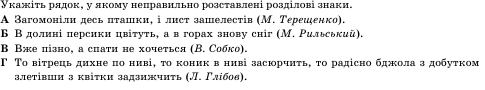 Укажіть рядок, у якому неправильно розставлені розділові знаки.
А Загомоніли десь пташки, і лист зашелестів (М. Терещенко).
Б В долині персики цвітуть, а в горах знову сніг (М. Рильський).
В Вже пізно, а спати не хочеться (В. Собко).
Г То вітрець дихне по ниві, то коник в ниві засюрчить, то радісно бджола з добутком
злетівши з квітки задзижчить (Л. Глібов).